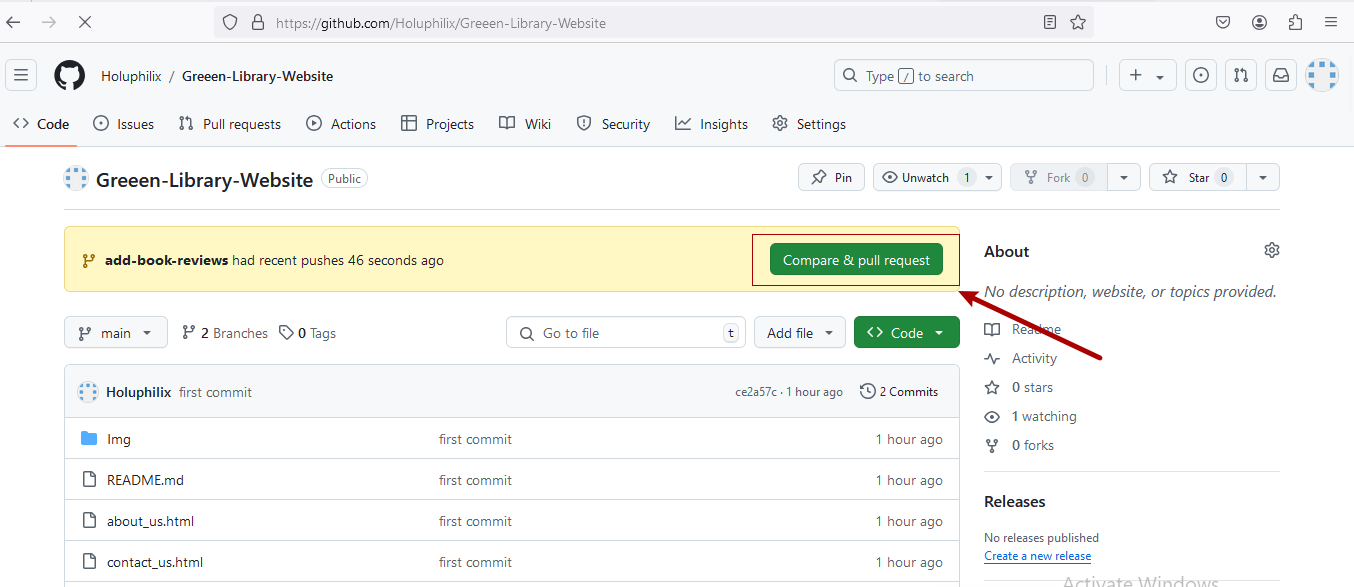 https://github.com/Holuphilix/Greeen-Library-Website
Holuphilix / Greeen-Library-Website
Type / to search
Code Issues Pull requests Actions Projects Wiki Security Insights Settings
Greeen-Library-Website Public
Pin Unwatch 1 Fork 0 Star 0
add-book-reviews had recent pushes 46 seconds ago
Compare & pull request
main 2 Branches 0 Tags
Go to file t Add file Code
Holuphilix first commit ce2a57c · 1 hour ago 2 Commits
Img first commit 1 hour ago
README.md first commit 1 hour ago
about_us.html first commit 1 hour ago
contact_us.html first commit 1 hour ago
About
No description, website, or topics provided.
Readme
Activity
0 stars
1 watching
0 forks
Releases
No releases published
Create a new release
Activate Windows